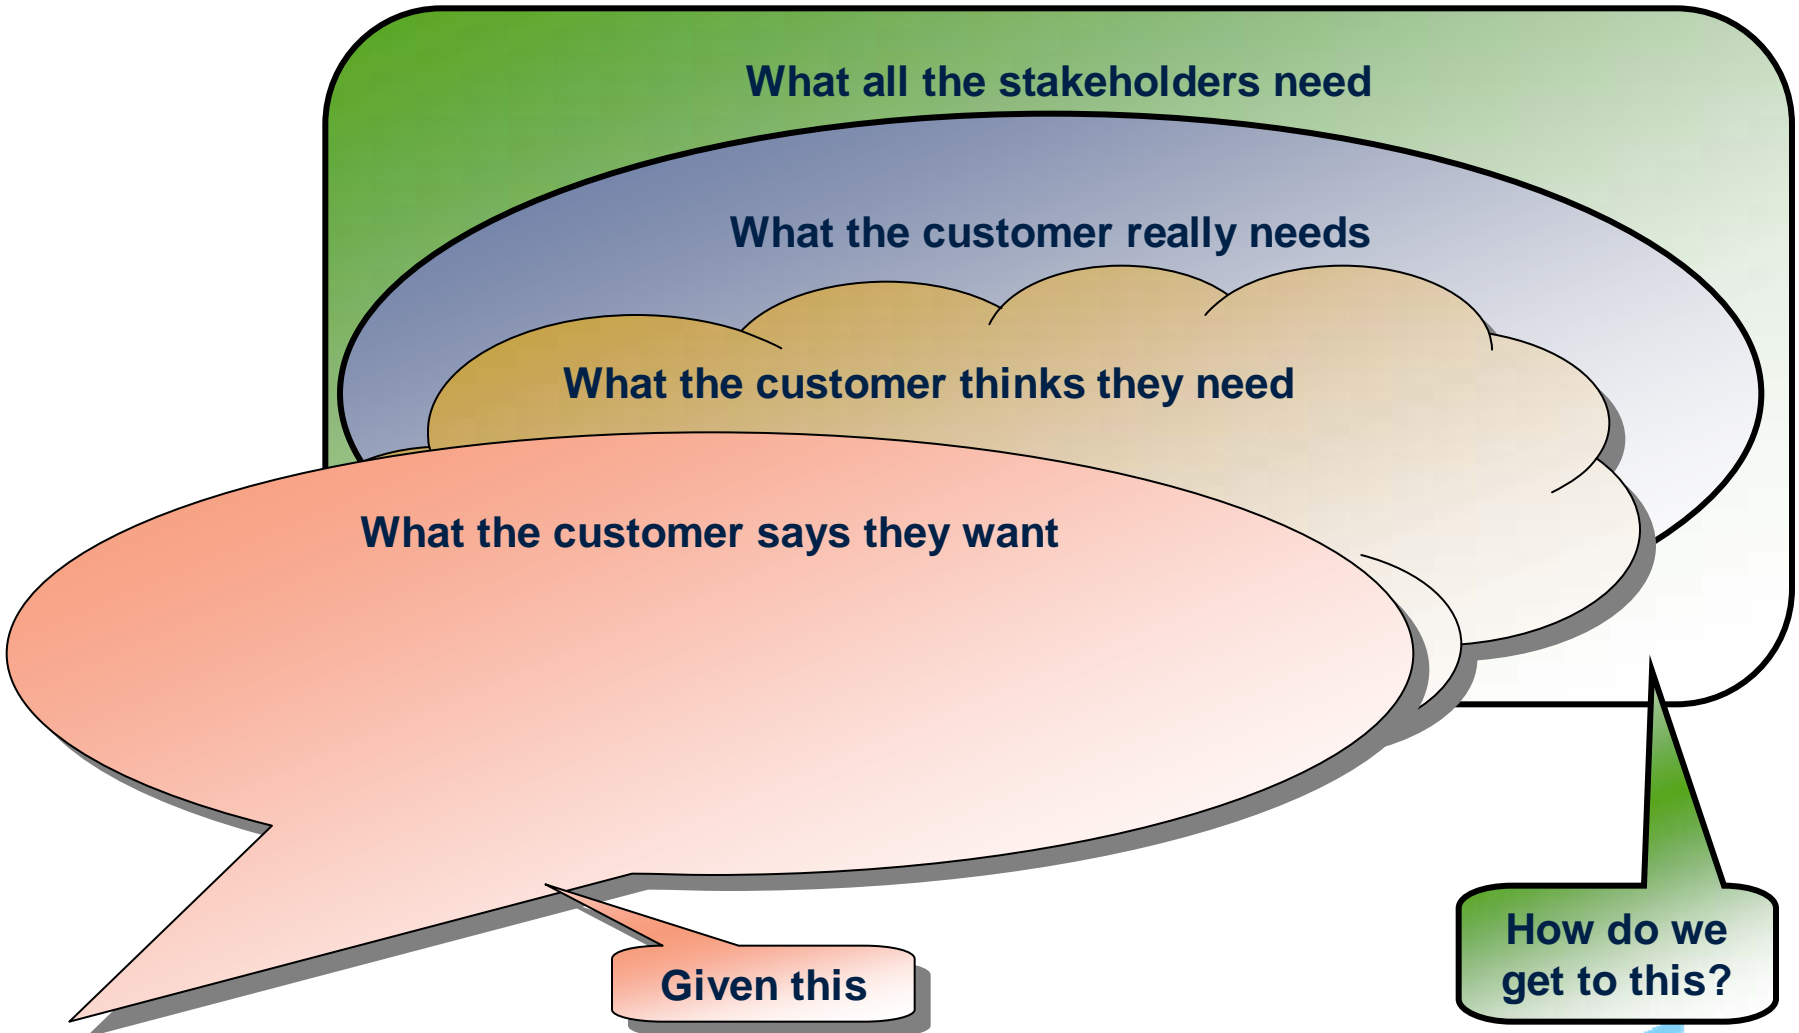 What all the stakeholders need
What the customer really needs
What the customer thinks they need
What the customer says they want
Given this
How do we
get to this?